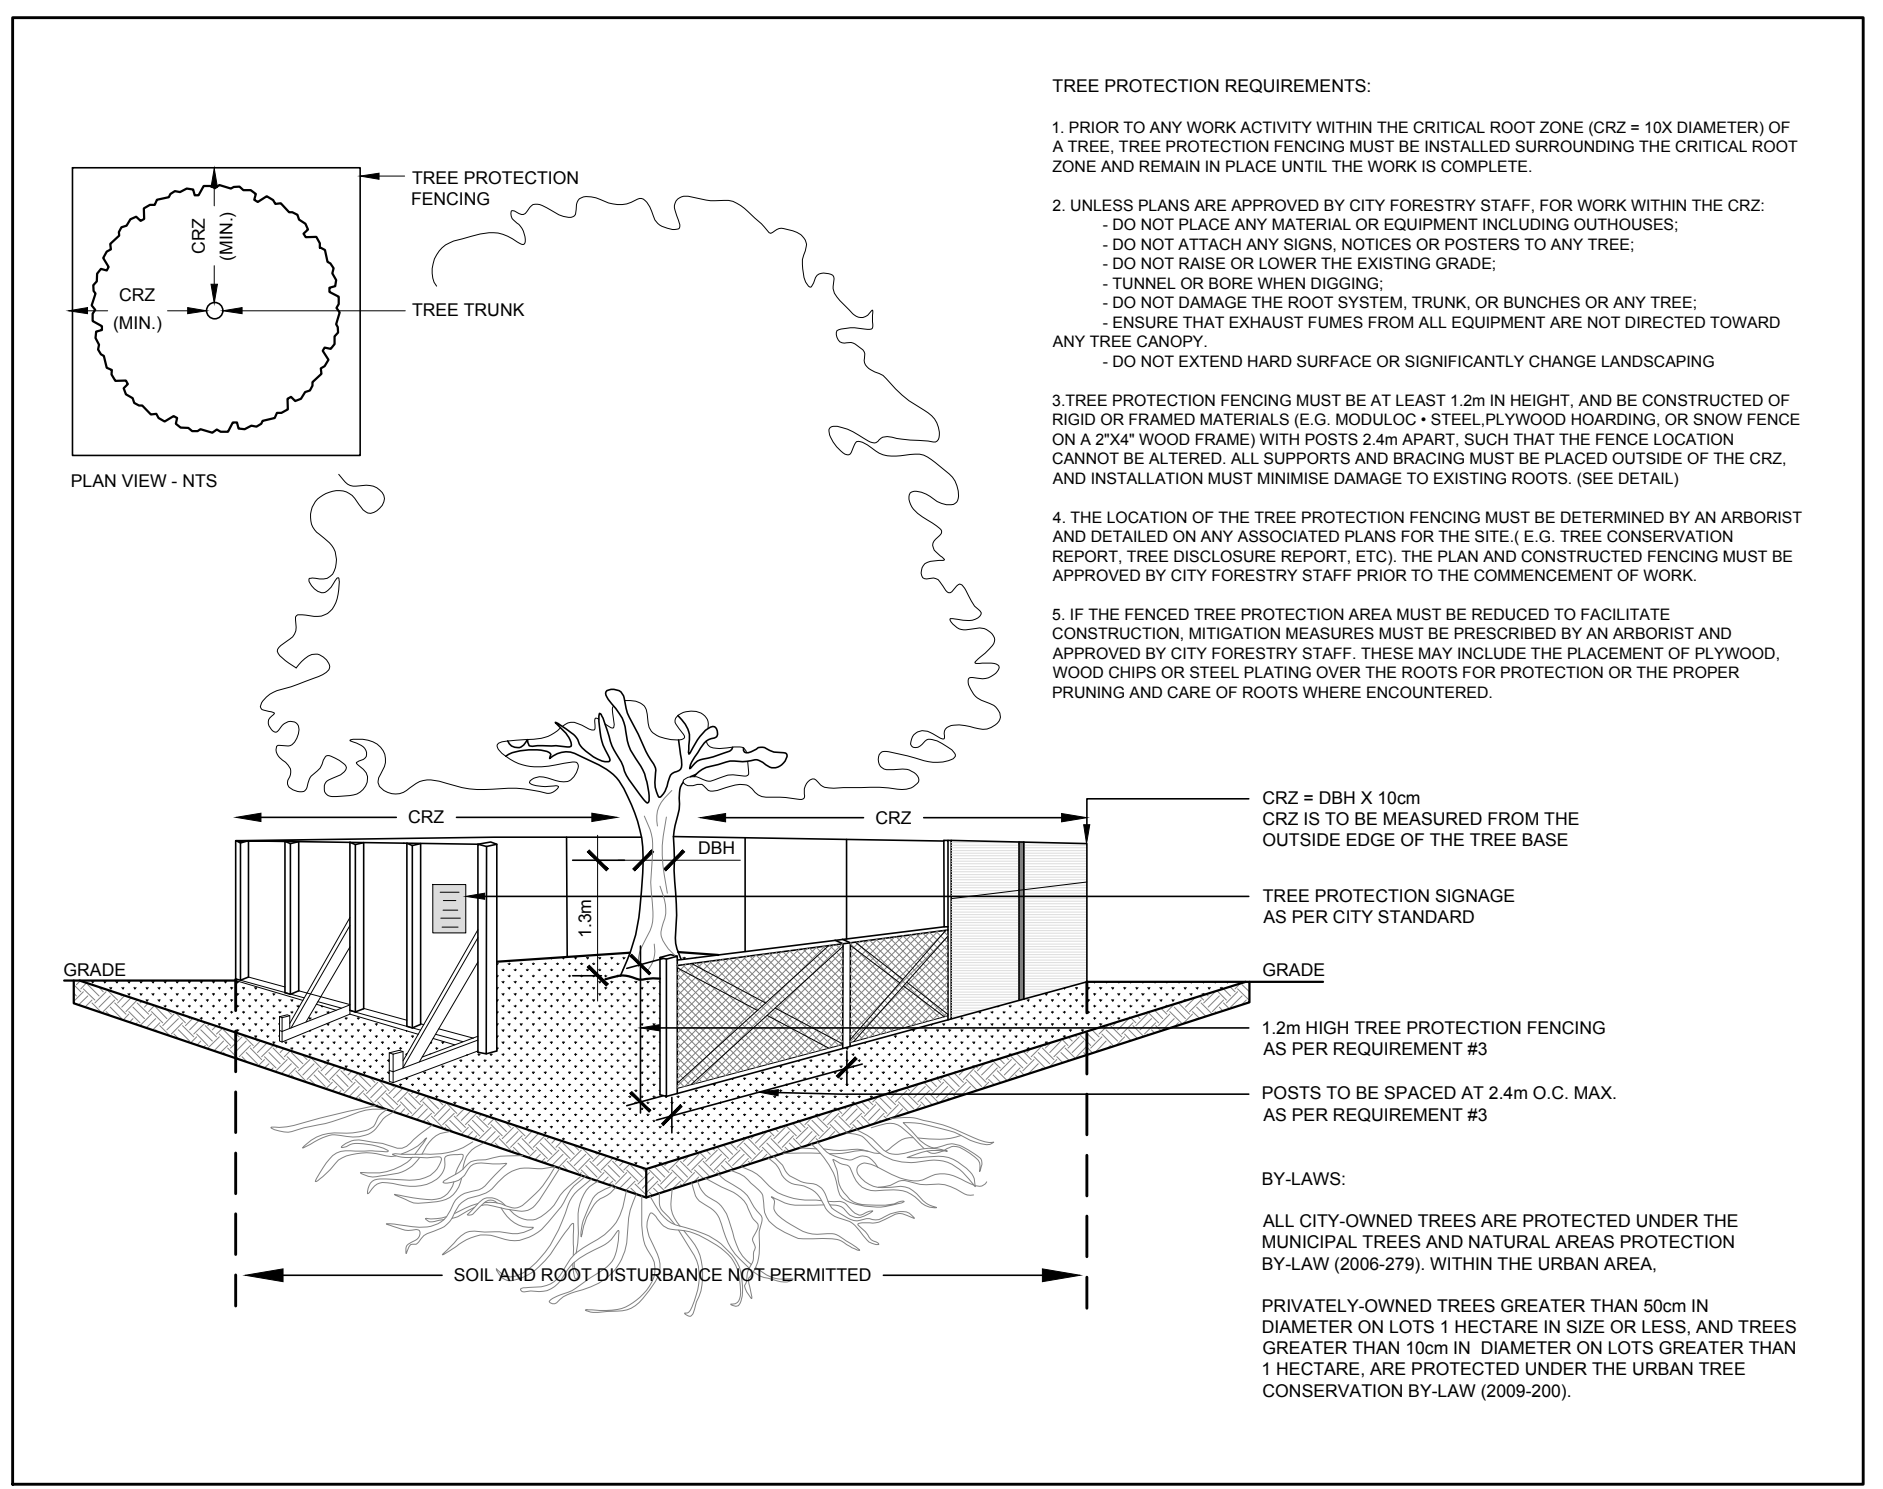 TREE PROTECTION REQUIREMENTS:
1. PRIOR TO ANY WORK ACTIVITY WITHIN THE CRITICAL ROOT ZONE (CRZ = 10X DIAMETER) OF
A TREE, TREE PROTECTION FENCING MUST BE INSTALLED SURROUNDING THE CRITICAL ROOT
ZONE AND REMAIN IN PLACE UNTIL THE WORK IS COMPLETE.
2. UNLESS PLANS ARE APPROVED BY CITY FORESTRY STAFF, FOR WORK WITHIN THE CRZ:
- DO NOT PLACE ANY MATERIAL OR EQUIPMENT INCLUDING OUTHOUSES;
- DO NOT ATTACH ANY SIGNS, NOTICES OR POSTERS TO ANY TREE;
- DO NOT RAISE OR LOWER THE EXISTING GRADE;
- TUNNEL OR BORE WHEN DIGGING;
- DO NOT DAMAGE THE ROOT SYSTEM, TRUNK, OR BUNCHES OR ANY TREE;
- ENSURE THAT EXHAUST FUMES FROM ALL EQUIPMENT ARE NOT DIRECTED TOWARD
ANY TREE CANOPY.
- DO NOT EXTEND HARD SURFACE OR SIGNIFICANTLY CHANGE LANDSCAPING
3.TREE PROTECTION FENCING MUST BE AT LEAST 1.2m IN HEIGHT, AND BE CONSTRUCTED OF
RIGID OR FRAMED MATERIALS (E.G. MODULOC • STEEL,PLYWOOD HOARDING, OR SNOW FENCE
ON A 2"X4" WOOD FRAME) WITH POSTS 2.4m APART, SUCH THAT THE FENCE LOCATION
CANNOT BE ALTERED. ALL SUPPORTS AND BRACING MUST BE PLACED OUTSIDE OF THE CRZ,
AND INSTALLATION MUST MINIMISE DAMAGE TO EXISTING ROOTS. (SEE DETAIL)
4. THE LOCATION OF THE TREE PROTECTION FENCING MUST BE DETERMINED BY AN ARBORIST
AND DETAILED ON ANY ASSOCIATED PLANS FOR THE SITE.( E.G. TREE CONSERVATION
REPORT, TREE DISCLOSURE REPORT, ETC). THE PLAN AND CONSTRUCTED FENCING MUST BE
APPROVED BY CITY FORESTRY STAFF PRIOR TO THE COMMENCEMENT OF WORK.
5. IF THE FENCED TREE PROTECTION AREA MUST BE REDUCED TO FACILITATE
CONSTRUCTION, MITIGATION MEASURES MUST BE PRESCRIBED BY AN ARBORIST AND
APPROVED BY CITY FORESTRY STAFF. THESE MAY INCLUDE THE PLACEMENT OF PLYWOOD,
WOOD CHIPS OR STEEL PLATING OVER THE ROOTS FOR PROTECTION OR THE PROPER
PRUNING AND CARE OF ROOTS WHERE ENCOUNTERED.
TREE PROTECTION
FENCING
CRZ
(MIN.)
CRZ
(MIN.)
TREE TRUNK
PLAN VIEW - NTS
CRZ
CRZ
DBH
1.3m
GRADE
GRADE
CRZ = DBH X 10cm
CRZ IS TO BE MEASURED FROM THE
OUTSIDE EDGE OF THE TREE BASE
TREE PROTECTION SIGNAGE
AS PER CITY STANDARD
1.2m HIGH TREE PROTECTION FENCING
AS PER REQUIREMENT #3
POSTS TO BE SPACED AT 2.4m O.C. MAX.
AS PER REQUIREMENT #3
SOIL AND ROOT DISTURBANCE NOT PERMITTED
BY-LAWS:
ALL CITY-OWNED TREES ARE PROTECTED UNDER THE
MUNICIPAL TREES AND NATURAL AREAS PROTECTION
BY-LAW (2006-279). WITHIN THE URBAN AREA,
PRIVATELY-OWNED TREES GREATER THAN 50cm IN
DIAMETER ON LOTS 1 HECTARE IN SIZE OR LESS, AND TREES
GREATER THAN 10cm IN DIAMETER ON LOTS GREATER THAN
1 HECTARE, ARE PROTECTED UNDER THE URBAN TREE
CONSERVATION BY-LAW (2009-200).